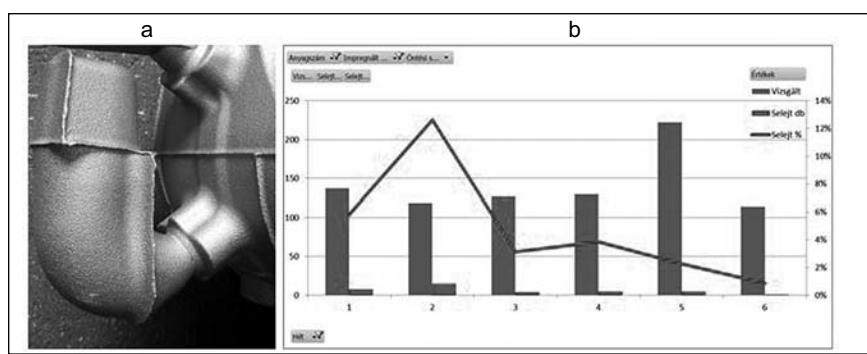 a
b
Anyagszám Impregnált ... Öntési s...
Vizs... Selejt... Selejt...
Értékek
Vizsgált
Selejt db
Selejt %
250
200
150
100
50
0
14%
12%
10%
8%
6%
4%
2%
0%
1 2 3 4 5 6
Hét